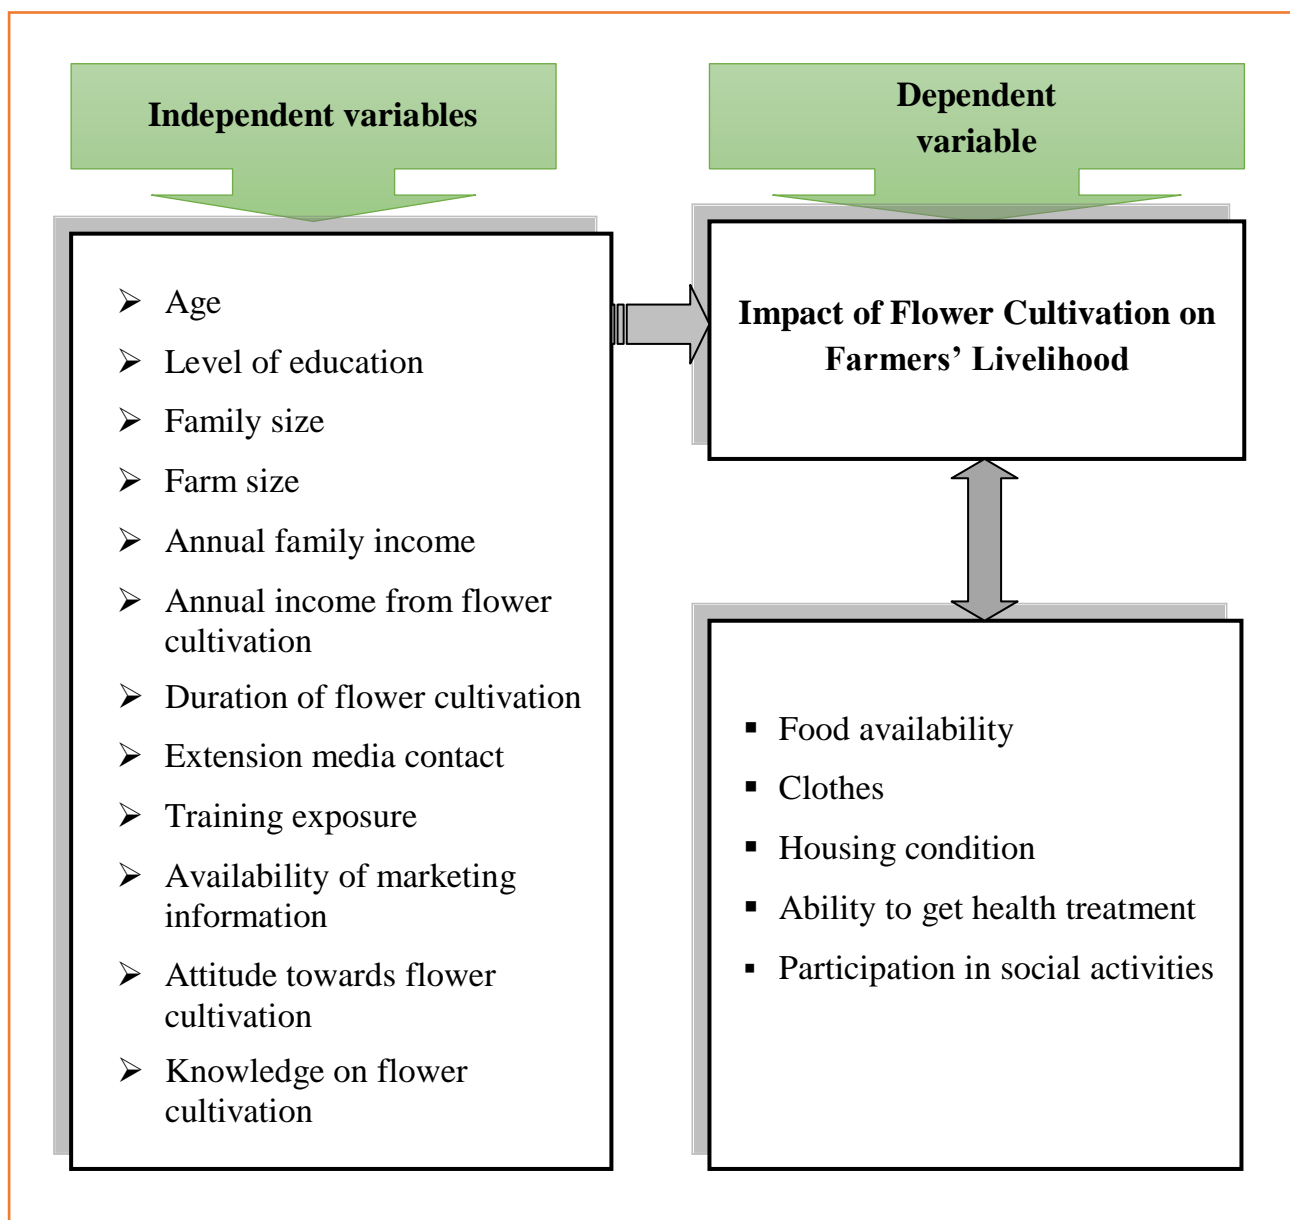 Independent variables
Age
Level of education
Family size
Farm size
Annual family income
Annual income from flower
cultivation
Duration of flower cultivation
Extension media contact
Training exposure
Availability of marketing
information
Attitude towards flower
cultivation
Knowledge on flower
cultivation
Dependent
variable
Impact of Flower Cultivation on
Farmers’ Livelihood
Food availability
Clothes
Housing condition
Ability to get health treatment
Participation in social activities